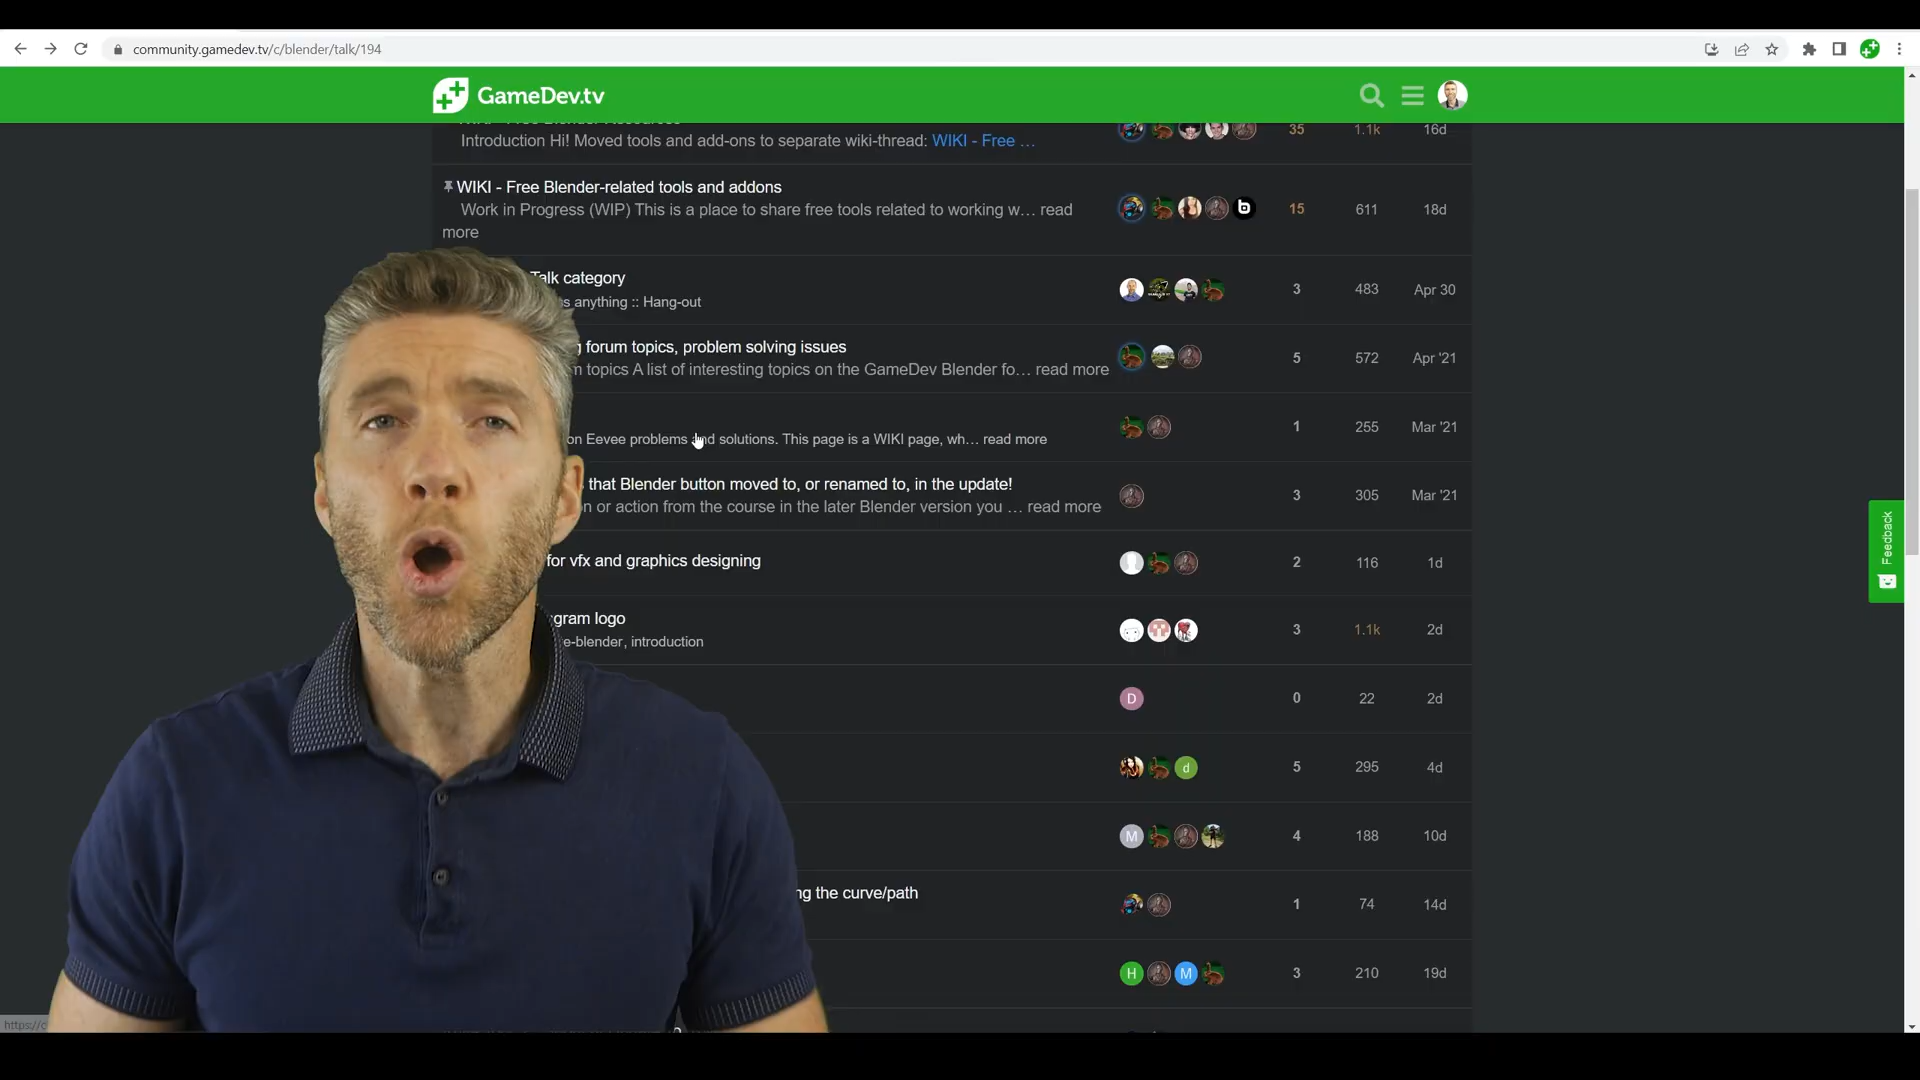 community.gamedev.tv/c/blender/talk/194
GameDev.tv
Introduction Hi! Moved tools and add-ons to separate wiki-thread: WIKI - Free …
35 1.1k 16d
WIKI - Free Blender-related tools and addons
Work in Progress (WIP) This is a place to share free tools related to working w… read
more
15 611 18d
Talk category
anything :: Hang-out
3 483 Apr 30
forum topics, problem solving issues
topics A list of interesting topics on the GameDev Blender fo… read more
5 572 Apr '21
on Eevee problems and solutions. This page is a WIKI page, wh… read more
1 255 Mar '21
that Blender button moved to, or renamed to, in the update!
or action from the course in the later Blender version you … read more
3 305 Mar '21
for vfx and graphics designing
2 116 1d
gram logo
e-blender, introduction
3 1.1k 2d
D
0 22 2d
d
5 295 4d
M
4 188 10d
ng the curve/path
1 74 14d
H M
3 210 19d
Feedback